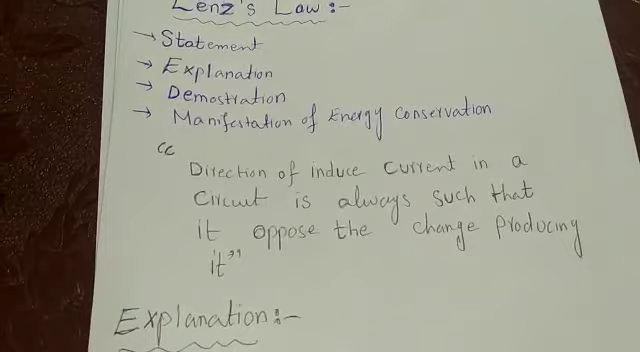 Lenz's Law :-
→ Statement
→ Explanation
→ Demostration
→ Manifestation of Energy Conservation
"
Direction of induce current in a
Circuit is always such that
it oppose the change producing
it"
Explanation :-